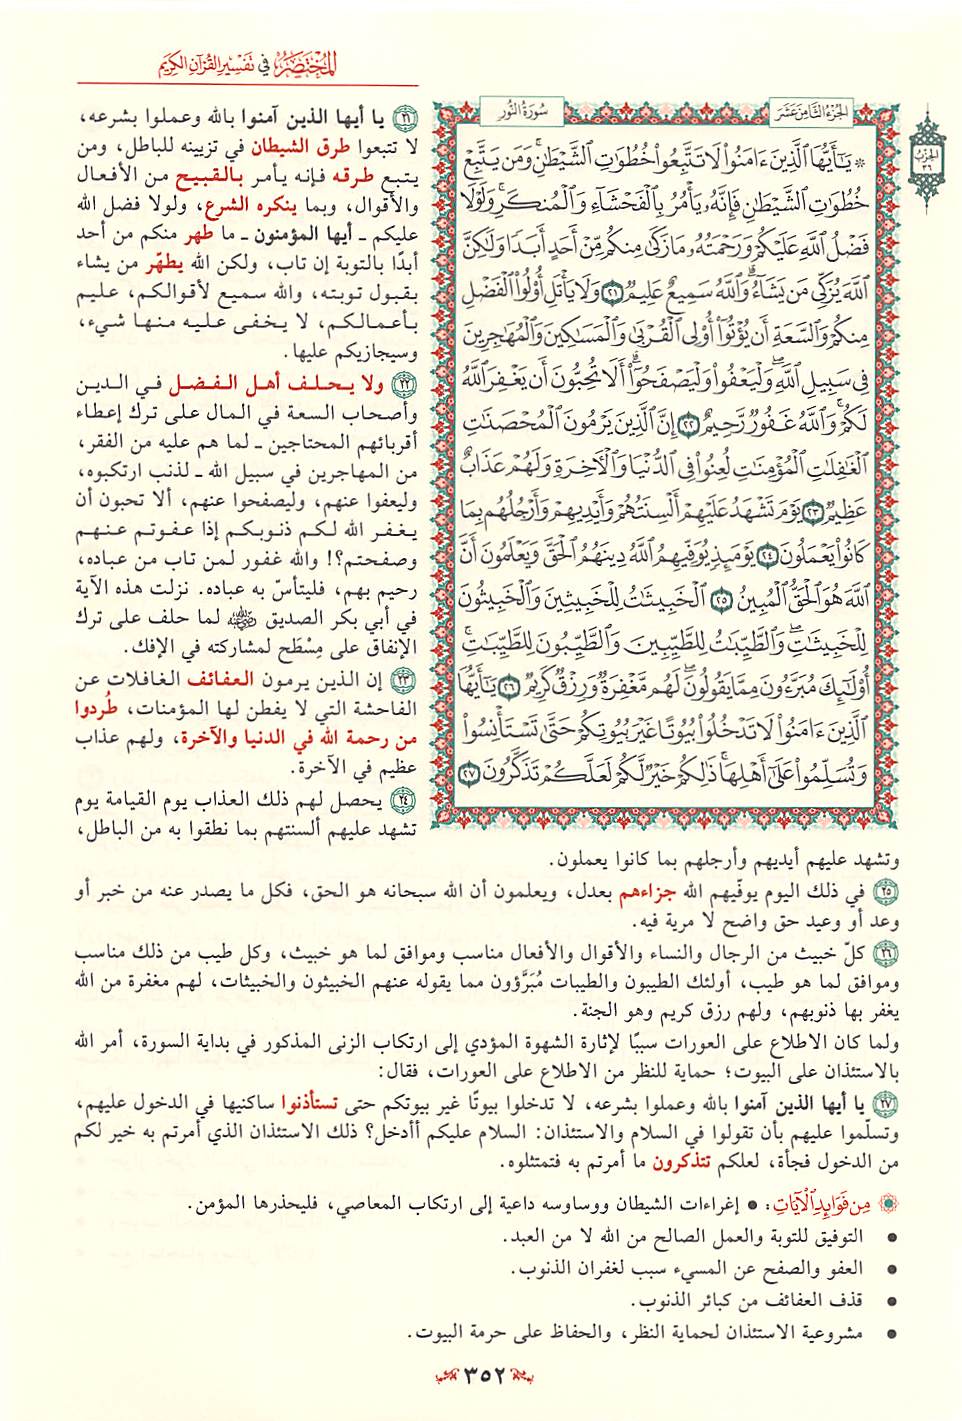 المختصر في تفسير القرآن الكريم
الجزء الثامن عشر
سورة النور
الحزب ٣٦
۞ يَٰٓأَيُّهَا ٱلَّذِينَ ءَامَنُوا۟ لَا تَتَّبِعُوا۟ خُطُوَٰتِ ٱلشَّيْطَٰنِ ۚ وَمَن يَتَّبِعْ
خُطُوَٰتِ ٱلشَّيْطَٰنِ فَإِنَّهُۥ يَأْمُرُ بِٱلْفَحْشَآءِ وَٱلْمُنكَرِ ۚ وَلَوْلَا
فَضْلُ ٱللَّهِ عَلَيْكُمْ وَرَحْمَتُهُۥ مَا زَكَىٰ مِنكُم مِّنْ أَحَدٍ أَبَدًا وَلَٰكِنَّ
ٱللَّهَ يُزَكِّى مَن يَشَآءُ ۗ وَٱللَّهُ سَمِيعٌ عَلِيمٌ ٢١ وَلَا يَأْتَلِ أُو۟لُوا۟ ٱلْفَضْلِ
مِنكُمْ وَٱلسَّعَةِ أَن يُؤْتُوٓا۟ أُو۟لِى ٱلْقُرْبَىٰ وَٱلْمَسَٰكِينَ وَٱلْمُهَٰجِرِينَ
فِى سَبِيلِ ٱللَّهِ ۖ وَلْيَعْفُوا۟ وَلْيَصْفَحُوٓا۟ ۗ أَلَا تُحِبُّونَ أَن يَغْفِرَ ٱللَّهُ
لَكُمْ ۗ وَٱللَّهُ غَفُورٌ رَّحِيمٌ ٢٢ إِنَّ ٱلَّذِينَ يَرْمُونَ ٱلْمُحْصَنَٰتِ
ٱلْغَٰفِلَٰتِ ٱلْمُؤْمِنَٰتِ لُعِنُوا۟ فِى ٱلدُّنْيَا وَٱلْءَاخِرَةِ وَلَهُمْ عَذَابٌ
عَظِيمٌ ٢٣ يَوْمَ تَشْهَدُ عَلَيْهِمْ أَلْسِنَتُهُمْ وَأَيْدِيهِمْ وَأَرْجُلُهُم بِمَا
كَانُوا۟ يَعْمَلُونَ ٢٤ يَوْمَئِذٍ يُوَفِّيهِمُ ٱللَّهُ دِينَهُمُ ٱلْحَقَّ وَيَعْلَمُونَ أَنَّ
ٱللَّهَ هُوَ ٱلْحَقُّ ٱلْمُبِينُ ٢٥ ٱلْخَبِيثَٰتُ لِلْخَبِيثِينَ وَٱلْخَبِيثُونَ
لِلْخَبِيثَٰتِ ۖ وَٱلطَّيِّبَٰتُ لِلطَّيِّبِينَ وَٱلطَّيِّبُونَ لِلطَّيِّبَٰتِ ۚ
أُو۟لَٰٓئِكَ مُبَرَّءُونَ مِمَّا يَقُولُونَ ۖ لَهُم مَّغْفِرَةٌ وَرِزْقٌ كَرِيمٌ ٢٦ يَٰٓأَيُّهَا
ٱلَّذِينَ ءَامَنُوا۟ لَا تَدْخُلُوا۟ بُيُوتًا غَيْرَ بُيُوتِكُمْ حَتَّىٰ تَسْتَأْنِسُوا۟
وَتُسَلِّمُوا۟ عَلَىٰٓ أَهْلِهَا ۚ ذَٰلِكُمْ خَيْرٌ لَّكُمْ لَعَلَّكُمْ تَذَكَّرُونَ ٢٧
٢١ يا أيها الذين آمنوا بالله وعملوا بشرعه،
لا تتبعوا طرق الشيطان في تزيينه للباطل، ومن
يتبع طرقه فإنه يأمر بالقبيح من الأفعال
والأقوال، وبما ينكره الشرع، ولولا فضل الله
عليكم ـ أيها المؤمنون ـ ما طهر منكم من أحد
أبدًا بالتوبة إن تاب، ولكن الله يطهّر من يشاء
بقبول توبته، والله سميع لأقوالكم، عليم
بأعمالكم، لا يخفى عليه منها شيء،
وسيجازيكم عليها.
٢٢ ولا يحلف أهل الفضل في الدين
وأصحاب السعة في المال على ترك إعطاء
أقربائهم المحتاجين ـ لما هم عليه من الفقر،
من المهاجرين في سبيل الله ـ لذنب ارتكبوه،
وليعفوا عنهم، وليصفحوا عنهم، ألا تحبون أن
يغفر الله لكم ذنوبكم إذا عفوتم عنهم
وصفحتم؟! والله غفور لمن تاب من عباده،
رحيم بهم، فليتأسّ به عباده. نزلت هذه الآية
في أبي بكر الصديق رضي الله عنه لما حلف على ترك
الإنفاق على مِسْطَح لمشاركته في الإفك.
٢٣ إن الذين يرمون العفائف الغافلات عن
الفاحشة التي لا يفطن لها المؤمنات، طُردوا
من رحمة الله في الدنيا والآخرة، ولهم عذاب
عظيم في الآخرة.
٢٤ يحصل لهم ذلك العذاب يوم القيامة يوم
تشهد عليهم ألسنتهم بما نطقوا به من الباطل،
وتشهد عليهم أيديهم وأرجلهم بما كانوا يعملون.
٢٥ في ذلك اليوم يوفّيهم الله جزاءهم بعدل، ويعلمون أن الله سبحانه هو الحق، فكل ما يصدر عنه من خبر أو
وعد أو وعيد حق واضح لا مرية فيه.
٢٦ كلّ خبيث من الرجال والنساء والأقوال والأفعال مناسب وموافق لما هو خبيث، وكل طيب من ذلك مناسب
وموافق لما هو طيب، أولئك الطيبون والطيبات مُبَرَّؤون مما يقوله عنهم الخبيثون والخبيثات، لهم مغفرة من الله
يغفر بها ذنوبهم، ولهم رزق كريم وهو الجنة.
ولما كان الاطلاع على العورات سببًا لإثارة الشهوة المؤدي إلى ارتكاب الزنى المذكور في بداية السورة، أمر الله
بالاستئذان على البيوت؛ حماية للنظر من الاطلاع على العورات، فقال:
٢٧ يا أيها الذين آمنوا بالله وعملوا بشرعه، لا تدخلوا بيوتًا غير بيوتكم حتى تستأذنوا ساكنيها في الدخول عليهم،
وتسلّموا عليهم بأن تقولوا في السلام والاستئذان: السلام عليكم أأدخل؟ ذلك الاستئذان الذي أمرتم به خير لكم
من الدخول فجأة، لعلكم تتذكرون ما أمرتم به فتمتثلوه.
من فوائد الآيات: • إغراءات الشيطان ووساوسه داعية إلى ارتكاب المعاصي، فليحذرها المؤمن.
• التوفيق للتوبة والعمل الصالح من الله لا من العبد.
• العفو والصفح عن المسيء سبب لغفران الذنوب.
• قذف العفائف من كبائر الذنوب.
• مشروعية الاستئذان لحماية النظر، والحفاظ على حرمة البيوت.
٣٥٢